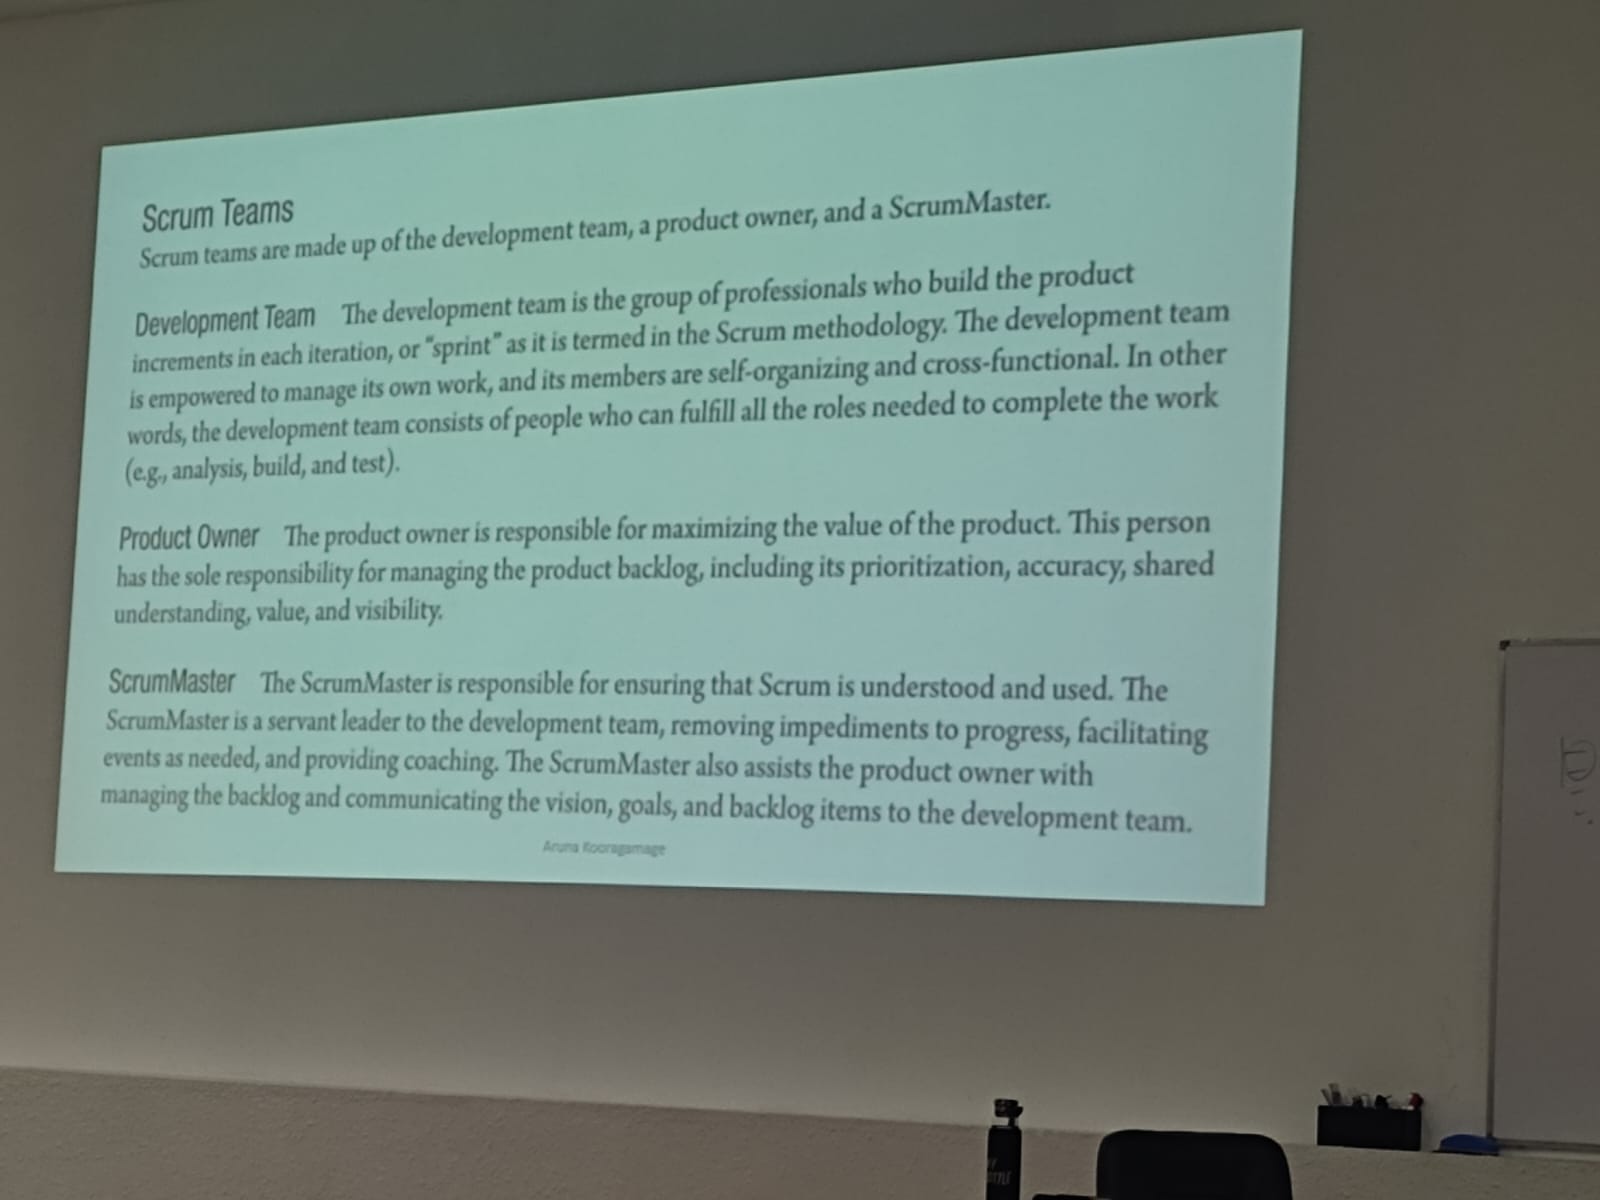 Scrum Teams
Scrum teams are made up of the development team, a product owner, and a ScrumMaster.
Development Team The development team is the group of professionals who build the product
increments in each iteration, or “sprint” as it is termed in the Scrum methodology. The development team
is empowered to manage its own work, and its members are self-organizing and cross-functional. In other
words, the development team consists of people who can fulfill all the roles needed to complete the work
(e.g., analysis, build, and test).
Product Owner The product owner is responsible for maximizing the value of the product. This person
has the sole responsibility for managing the product backlog, including its prioritization, accuracy, shared
understanding, value, and visibility.
ScrumMaster The ScrumMaster is responsible for ensuring that Scrum is understood and used. The
ScrumMaster is a servant leader to the development team, removing impediments to progress, facilitating
events as needed, and providing coaching. The ScrumMaster also assists the product owner with
managing the backlog and communicating the vision, goals, and backlog items to the development team.
Aruna Kooragamage